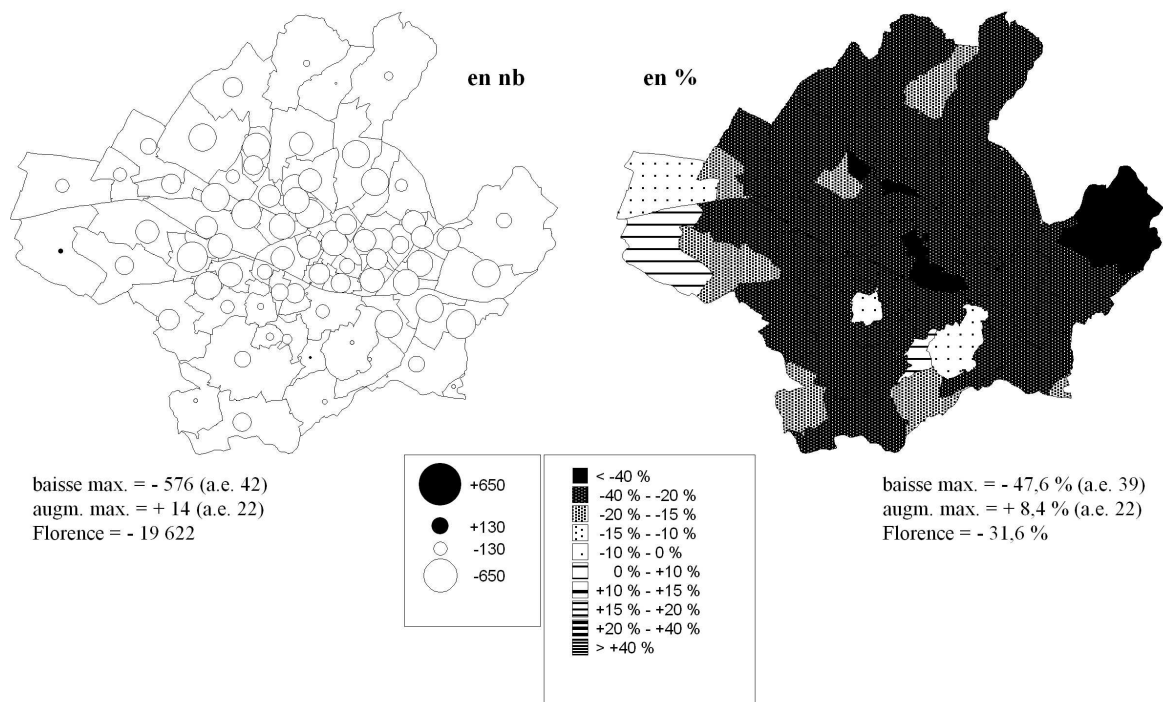 en nb
en %
baisse max. = - 576 (a.e. 42)
augm. max. = + 14 (a.e. 22)
Florence = - 19 622
+650
+130
-130
-650
< -40 %
-40 % - -20 %
-20 % - -15 %
-15 % - -10 %
-10 % - 0 %
0 % - +10 %
+10 % - +15 %
+15 % - +20 %
+20 % - +40 %
> +40 %
baisse max. = - 47,6 % (a.e. 39)
augm. max. = + 8,4 % (a.e. 22)
Florence = - 31,6 %